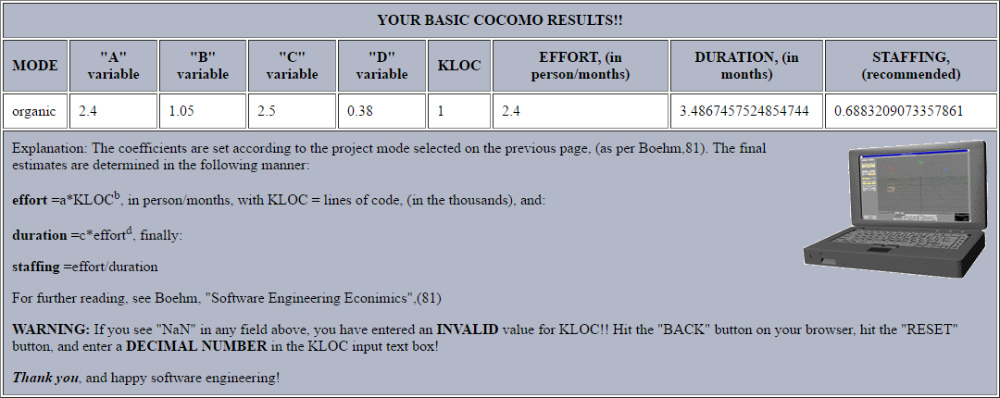 YOUR BASIC COCOMO RESULTS!!
MODE "A" variable "B" variable "C" variable "D" variable KLOC EFFORT, (in person/months) DURATION, (in months) STAFFING, (recommended)
organic 2.4 1.05 2.5 0.38 1 2.4 3.4867457524854744 0.6883209073357861
Explanation: The coefficients are set according to the project mode selected on the previous page, (as per Boehm,81). The final
estimates are determined in the following manner:
effort =a*KLOCb, in person/months, with KLOC = lines of code, (in the thousands), and:
duration =c*effortd, finally:
staffing =effort/duration
For further reading, see Boehm, "Software Engineering Econimics",(81)
WARNING: If you see "NaN" in any field above, you have entered an INVALID value for KLOC!! Hit the "BACK" button on your browser, hit the "RESET"
button, and enter a DECIMAL NUMBER in the KLOC input text box!
Thank you, and happy software engineering!